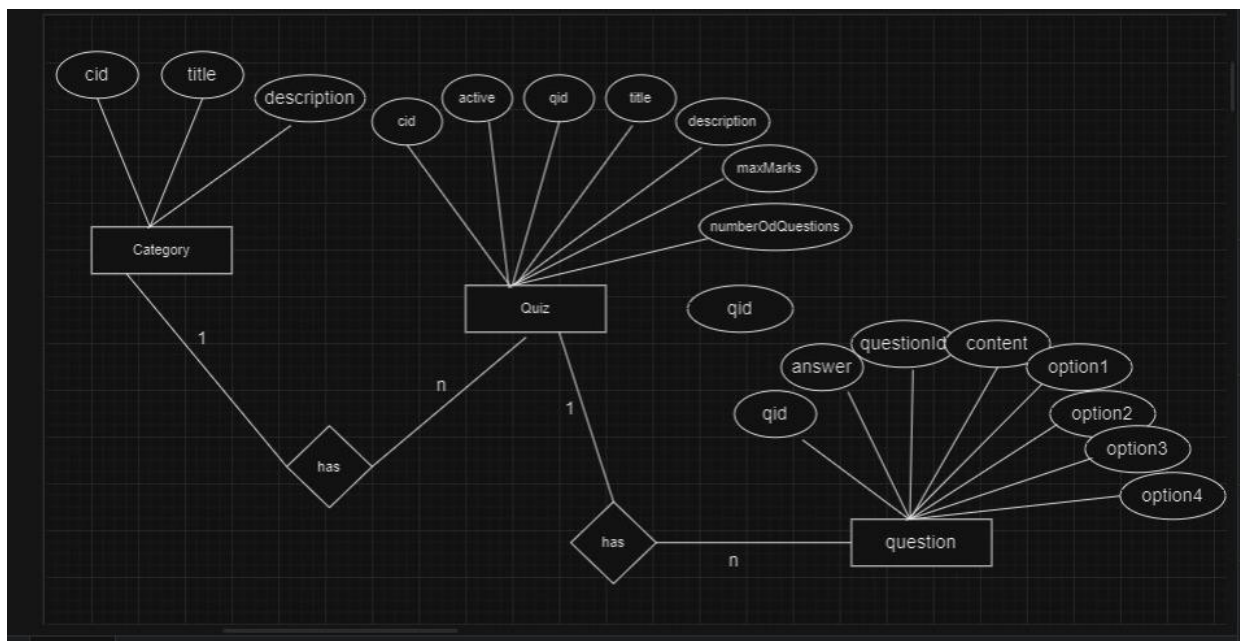 cid
title
description
cid
active
qid
title
description
maxMarks
numberOdQuestions
Category
Quiz
qid
1
n
1
qid
answer
questionId
content
option1
option2
option3
option4
has
has
n
question